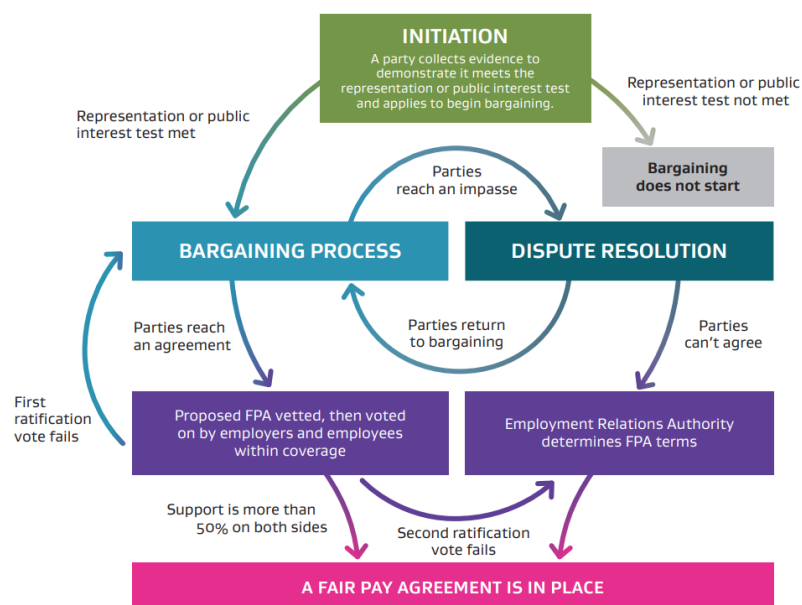 INITIATION
A party collects evidence to
demonstrate it meets the
representation or public interest test
and applies to begin bargaining.
Representation or public
interest test met
Representation or public
interest test not met
Bargaining
does not start
Parties
reach an impasse
BARGAINING PROCESS
DISPUTE RESOLUTION
Parties reach
an agreement
Parties return
to bargaining
Parties
can't agree
First
ratification
vote fails
Proposed FPA vetted, then voted
on by employers and employees
within coverage
Employment Relations Authority
determines FPA terms
Support is more than
50% on both sides
Second ratification
vote fails
A FAIR PAY AGREEMENT IS IN PLACE